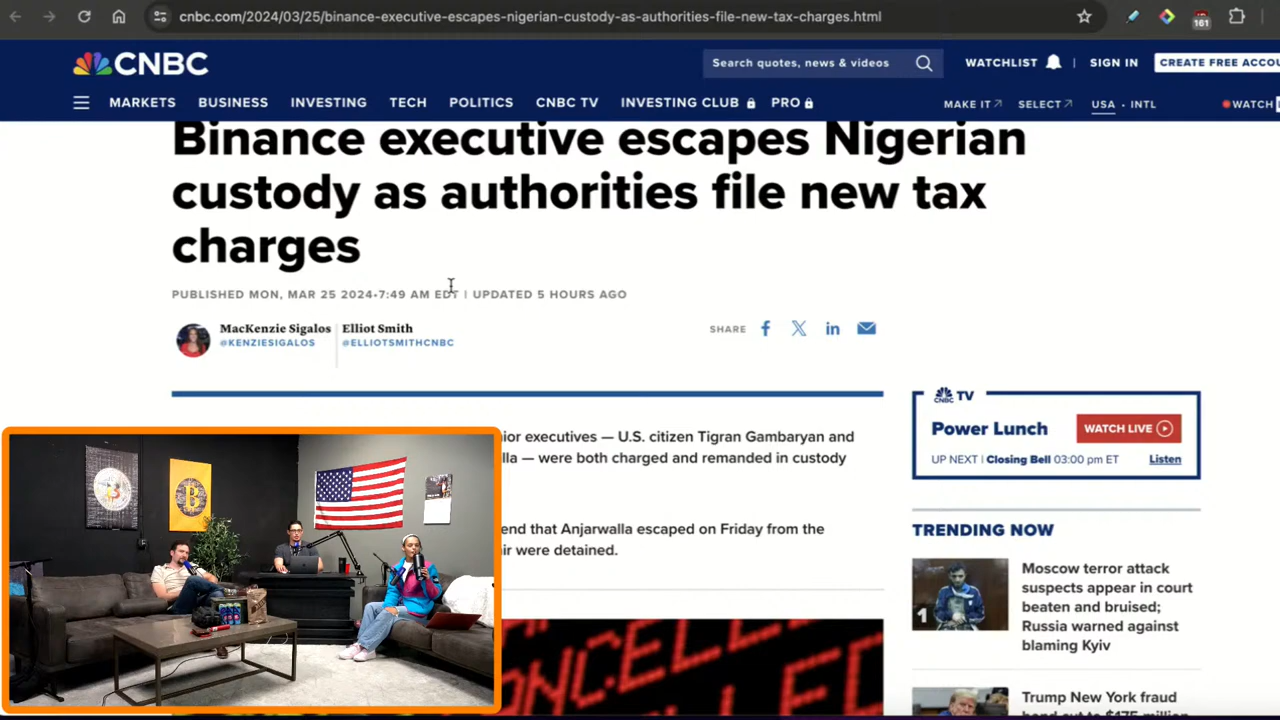 cnbc.com/2024/03/25/binance-executive-escapes-nigerian-custody-as-authorities-file-new-tax-charges.html
161
CNBC
Search quotes, news & videos
WATCHLIST
SIGN IN
CREATE FREE ACCOU
MARKETS BUSINESS INVESTING TECH POLITICS CNBC TV INVESTING CLUB PRO
MAKE IT SELECT USA • INTL WATCH
Binance executive escapes Nigerian
custody as authorities file new tax
charges
PUBLISHED MON, MAR 25 2024•7:49 AM EDT | UPDATED 5 HOURS AGO
MacKenzie Sigalos
@KENZIESIGALOS
Elliot Smith
@ELLIOTSMITHCNBC
SHARE
ior executives — U.S. citizen Tigran Gambaryan and
lla — were both charged and remanded in custody
end that Anjarwalla escaped on Friday from the
ir were detained.
CNBC TV
Power Lunch
WATCH LIVE
UP NEXT | Closing Bell 03:00 pm ET
Listen
TRENDING NOW
1
Moscow terror attack
suspects appear in court
beaten and bruised;
Russia warned against
blaming Kyiv
Trump New York fraud